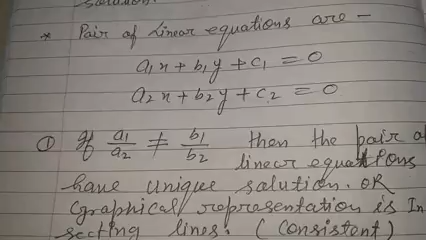 solution.
* Pair of Linear equations are -
a₁x + b₁y + c₁ = 0
a₂x + b₂y + c₂ = 0
① If a₁/a₂ ≠ b₁/b₂ then the pair of
linear equations
have unique solution. OR
Graphical representation is In
secting lines. (Consistent)